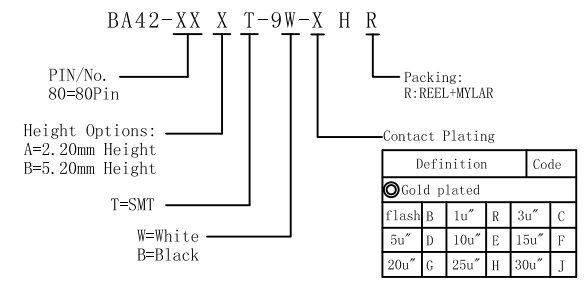 BA42-XX X T-9W-X H R
PIN/No.
80=80Pin
Packing:
R:REEL+MYLAR
Height Options:
A=2.20mm Height
B=5.20mm Height
Contact Plating
T=SMT
W=White
B=Black
Definition Code
Gold plated
flash B 1u″ R 3u″ C
5u″ D 10u″ E 15u″ F
20u″ G 25u″ H 30u″ J